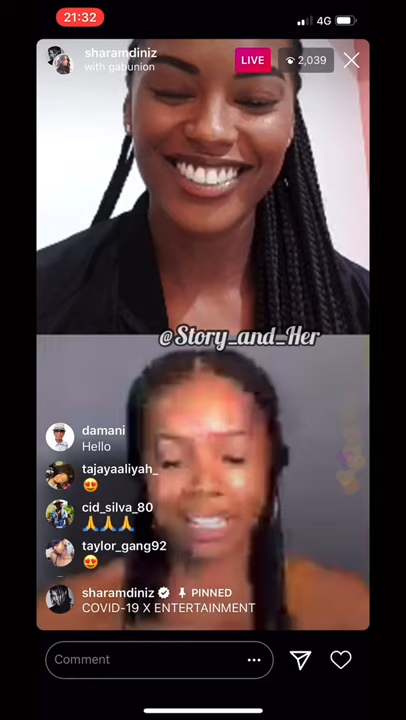 21:32
4G
sharamdiniz
with gabunion
LIVE
2,039
@Story_and_Her
damani
Hello
tajayaaliyah_
😍
cid_silva_80
🙏🙏🙏
taylor_gang92
😍
sharamdiniz PINNED
COVID-19 X ENTERTAINMENT
Comment